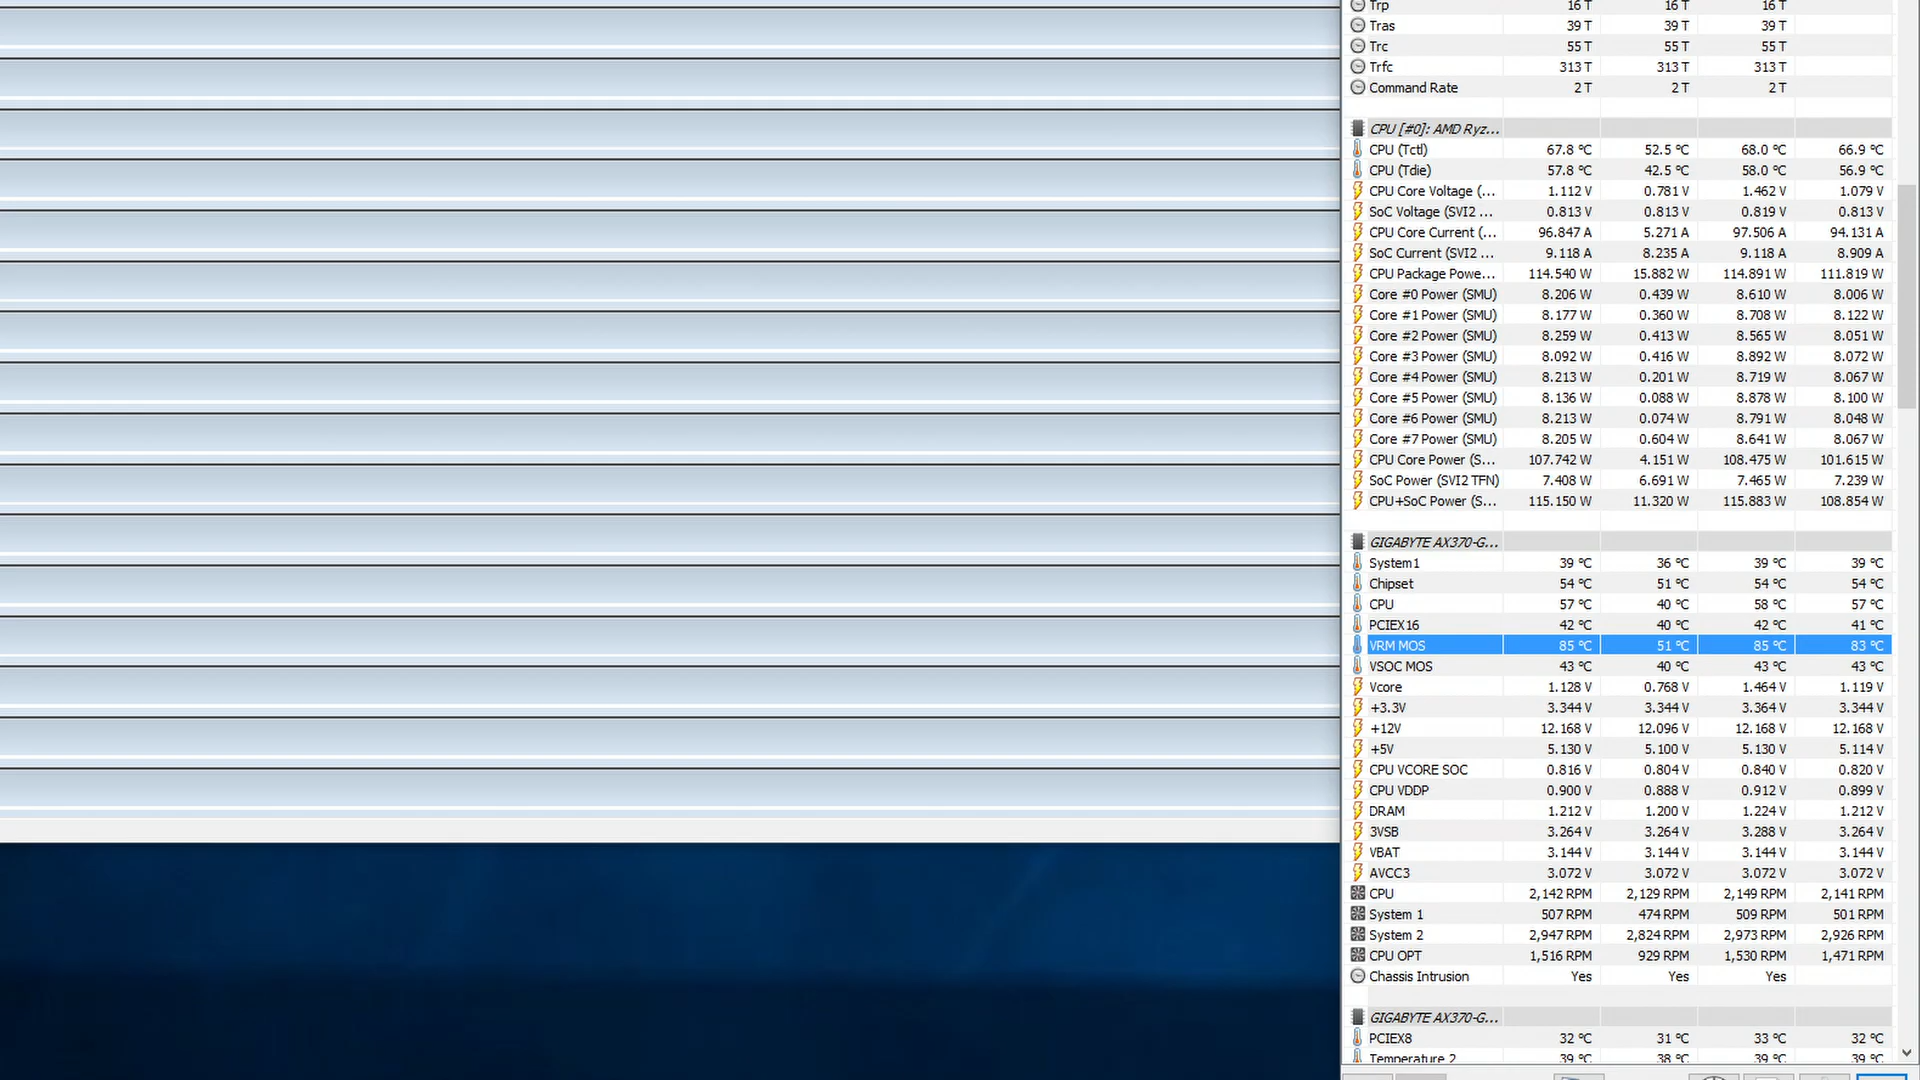 Trp 16 T 16 T 16 T
Tras 39 T 39 T 39 T
Trc 55 T 55 T 55 T
Trfc 313 T 313 T 313 T
Command Rate 2 T 2 T 2 T
CPU [#0]: AMD Ryz...
CPU (Tctl) 67.8 °C 52.5 °C 68.0 °C 66.9 °C
CPU (Tdie) 57.8 °C 42.5 °C 58.0 °C 56.9 °C
CPU Core Voltage (... 1.112 V 0.781 V 1.462 V 1.079 V
SoC Voltage (SVI2 ... 0.813 V 0.813 V 0.819 V 0.813 V
CPU Core Current (... 96.847 A 5.271 A 97.506 A 94.131 A
SoC Current (SVI2 ... 9.118 A 8.235 A 9.118 A 8.909 A
CPU Package Powe... 114.540 W 15.882 W 114.891 W 111.819 W
Core #0 Power (SMU) 8.206 W 0.439 W 8.610 W 8.006 W
Core #1 Power (SMU) 8.177 W 0.360 W 8.708 W 8.122 W
Core #2 Power (SMU) 8.259 W 0.413 W 8.565 W 8.051 W
Core #3 Power (SMU) 8.092 W 0.416 W 8.892 W 8.072 W
Core #4 Power (SMU) 8.213 W 0.201 W 8.719 W 8.067 W
Core #5 Power (SMU) 8.136 W 0.088 W 8.878 W 8.100 W
Core #6 Power (SMU) 8.213 W 0.074 W 8.791 W 8.048 W
Core #7 Power (SMU) 8.205 W 0.604 W 8.641 W 8.067 W
CPU Core Power (S... 107.742 W 4.151 W 108.475 W 101.615 W
SoC Power (SVI2 TFN) 7.408 W 6.691 W 7.465 W 7.239 W
CPU+SoC Power (S... 115.150 W 11.320 W 115.883 W 108.854 W
GIGABYTE AX370-G...
System1 39 °C 36 °C 39 °C 39 °C
Chipset 54 °C 51 °C 54 °C 54 °C
CPU 57 °C 40 °C 58 °C 57 °C
PCIEX16 42 °C 40 °C 42 °C 41 °C
VRM MOS 85 °C 51 °C 85 °C 83 °C
VSOC MOS 43 °C 40 °C 43 °C 43 °C
Vcore 1.128 V 0.768 V 1.464 V 1.119 V
+3.3V 3.344 V 3.344 V 3.364 V 3.344 V
+12V 12.168 V 12.096 V 12.168 V 12.168 V
+5V 5.130 V 5.100 V 5.130 V 5.114 V
CPU VCORE SOC 0.816 V 0.804 V 0.840 V 0.820 V
CPU VDDP 0.900 V 0.888 V 0.912 V 0.899 V
DRAM 1.212 V 1.200 V 1.224 V 1.212 V
3VSB 3.264 V 3.264 V 3.288 V 3.264 V
VBAT 3.144 V 3.144 V 3.144 V 3.144 V
AVCC3 3.072 V 3.072 V 3.072 V 3.072 V
CPU 2,142 RPM 2,129 RPM 2,149 RPM 2,141 RPM
System 1 507 RPM 474 RPM 509 RPM 501 RPM
System 2 2,947 RPM 2,824 RPM 2,973 RPM 2,926 RPM
CPU OPT 1,516 RPM 929 RPM 1,530 RPM 1,471 RPM
Chassis Intrusion Yes Yes Yes
GIGABYTE AX370-G...
PCIEX8 32 °C 31 °C 33 °C 32 °C
Temperature 2 39 °C 38 °C 39 °C 39 °C